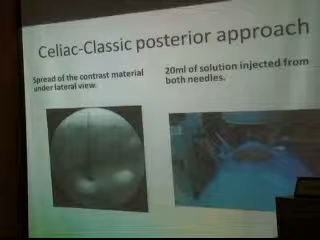 Celiac-Classic posterior approach
Spread of the contrast material
under lateral view.
20ml of solution injected from
both needles.